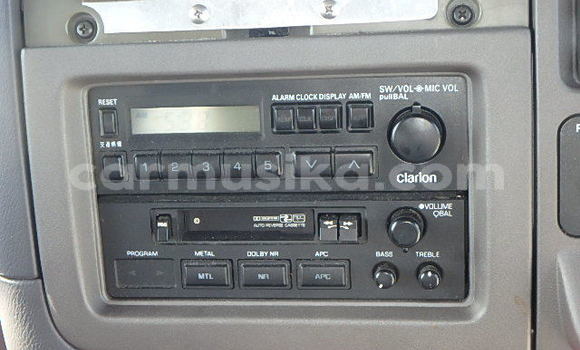 SW/VOL MIC VOL
pullBAL
ALARM CLOCK DISPLAY AM/FM
RESET
交通情報
1 2 3 4 5
clarion
carmusika.com
VOLUME
BAL
AUTO REVERSE CASSETTE
PROGRAM METAL DOLBY NR APC
BASS TREBLE
MTL NR APC